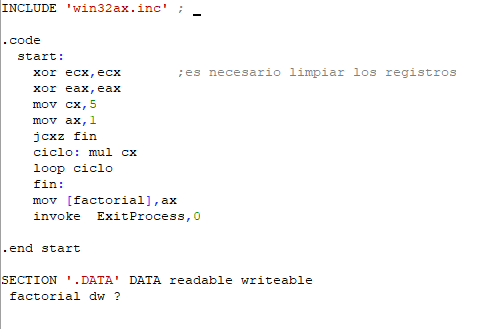 INCLUDE 'win32ax.inc' ; _
.code
start:
xor ecx,ecx ;es necesario limpiar los registros
xor eax,eax
mov cx,5
mov ax,1
jcxz fin
ciclo: mul cx
loop ciclo
fin:
mov [factorial],ax
invoke ExitProcess,0
.end start
SECTION '.DATA' DATA readable writeable
factorial dw ?